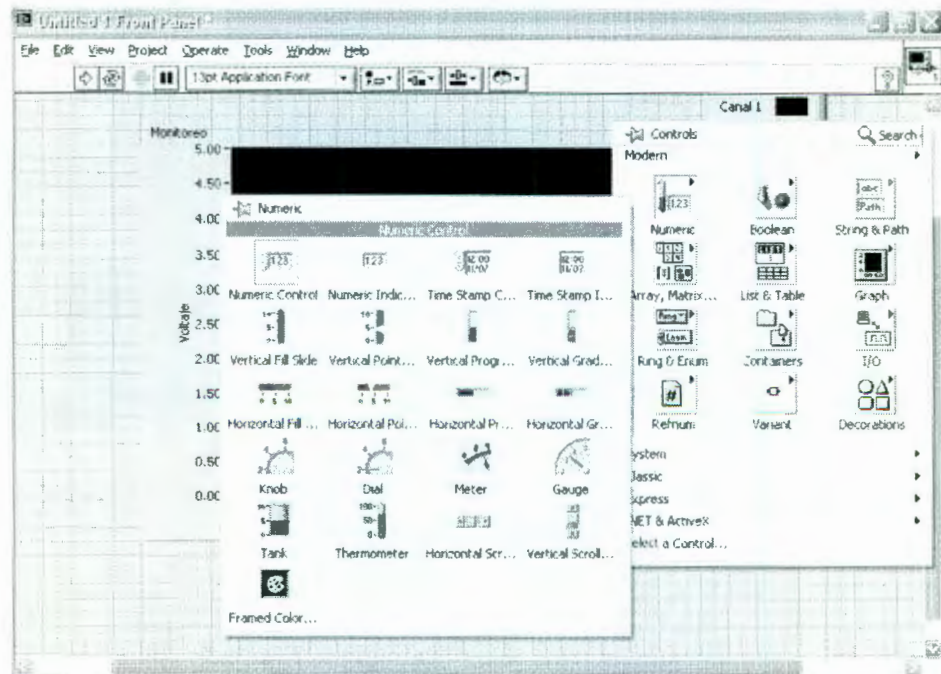 Untitled 1 Front Panel
File Edit View Project Operate Tools Window Help
13pt Application Font
Canal 1
Monitoreo
Voltaje
5.00
4.50
4.00
3.50
3.00
2.50
2.00
1.50
1.00
0.50
0.00
Controls
Search
Modern
Numeric Boolean String & Path
Array, Matrix... List & Table Graph
Ring & Enum Containers I/O
Refnum Variant Decorations
ystem
lassic
xpress
NET & ActiveX
elect a Control...
Numeric
Numeric Control
Numeric Control Numeric Indic... Time Stamp C... Time Stamp I...
Vertical Fill Slide Vertical Point... Vertical Progr... Vertical Grad...
Horizontal Fill ... Horizontal Poi... Horizontal Pr... Horizontal Gr...
Knob Dial Meter Gauge
Tank Thermometer Horizontal Scr... Vertical Scroll...
Framed Color...